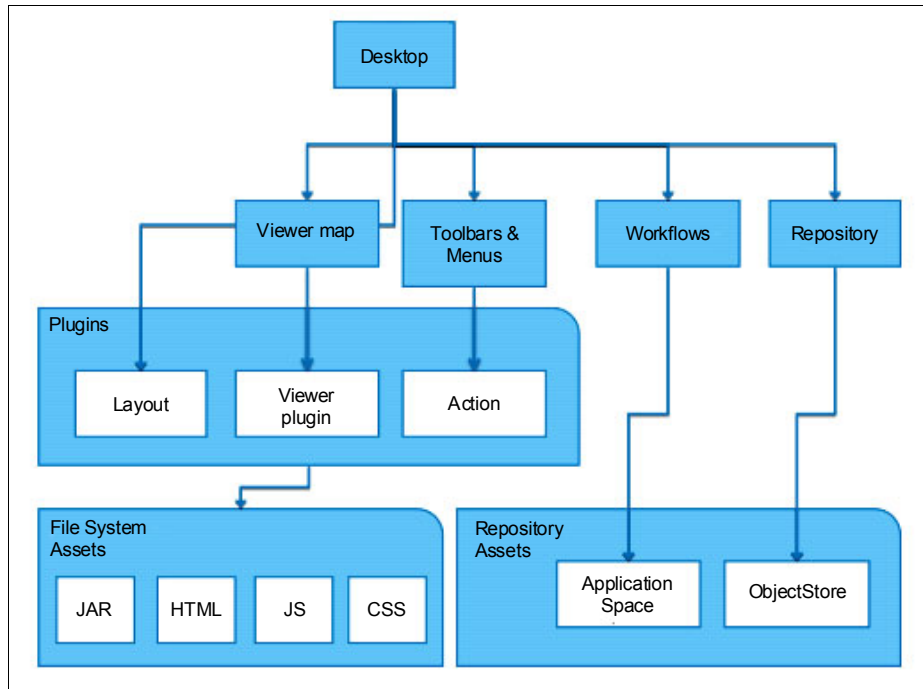 Desktop
Viewer map
Toolbars &
Menus
Workflows
Repository
Plugins
Layout
Viewer
plugin
Action
File System
Assets
JAR
HTML
JS
CSS
Repository
Assets
Application
Space
ObjectStore